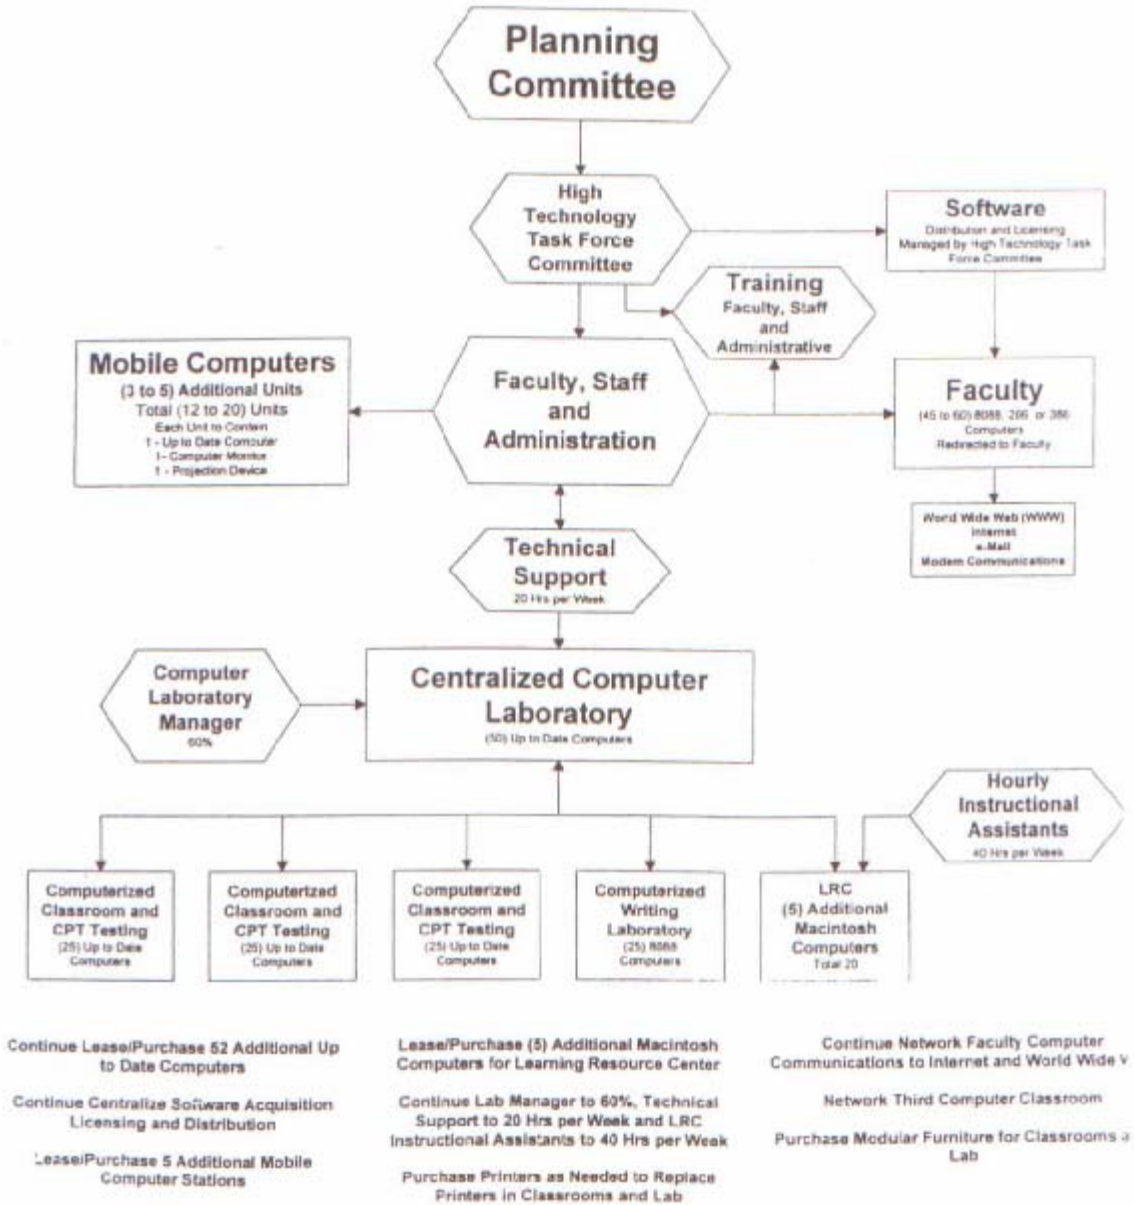 Planning
Committee
High
Technology
Task Force
Committee
Software
Distribution and Licensing
Managed by High Technology Task
Force Committee
Training
Faculty, Staff
and
Administrative
Mobile Computers
(3 to 5) Additional Units
Total (12 to 20) Units
Each Unit to Contain
1 - Up to Date Computer
1- Computer Monitor
1 - Projection Device
Faculty, Staff
and
Administration
Faculty
(45 to 60) 8088, 286 or 386
Computers
Redirected to Faculty
World Wide Web (WWW)
Internet
e-Mail
Modem Communications
Technical
Support
20 Hrs per Week
Computer
Laboratory
Manager
60%
Centralized Computer
Laboratory
(50) Up to Date Computers
Hourly
Instructional
Assistants
40 Hrs per Week
Computerized
Classroom and
CPT Testing
(25) Up to Date
Computers
Computerized
Classroom and
CPT Testing
(25) Up to Date
Computers
Computerized
Classroom and
CPT Testing
(25) Up to Date
Computers
Computerized
Writing
Laboratory
(25) 8088
Computers
LRC
(5) Additional
Macintosh
Computers
Total 20
Continue Lease/Purchase 52 Additional Up
to Date Computers
Continue Centralize Software Acquisition
Licensing and Distribution
Lease/Purchase 5 Additional Mobile
Computer Stations
Lease/Purchase (5) Additional Macintosh
Computers for Learning Resource Center
Continue Lab Manager to 60%, Technical
Support to 20 Hrs per Week and LRC
Instructional Assistants to 40 Hrs per Week
Purchase Printers as Needed to Replace
Printers in Classrooms and Lab
Continue Network Faculty Computer
Communications to Internet and World Wide
Network Third Computer Classroom
Purchase Modular Furniture for Classrooms
Lab